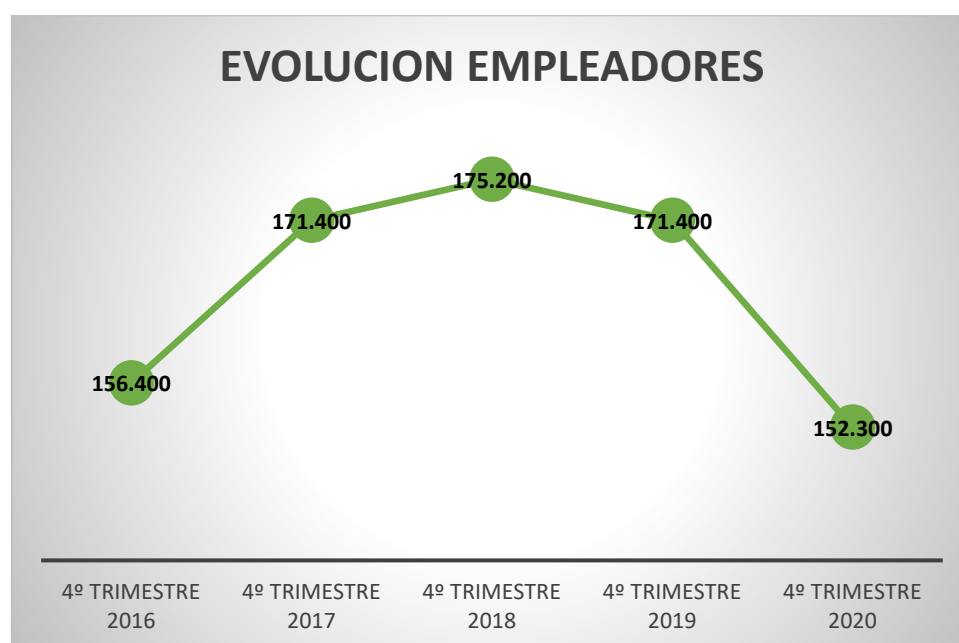 EVOLUCION EMPLEADORES
175.200
171.400
171.400
156.400
152.300
4º TRIMESTRE 4º TRIMESTRE 4º TRIMESTRE 4º TRIMESTRE 4º TRIMESTRE
2016 2017 2018 2019 2020